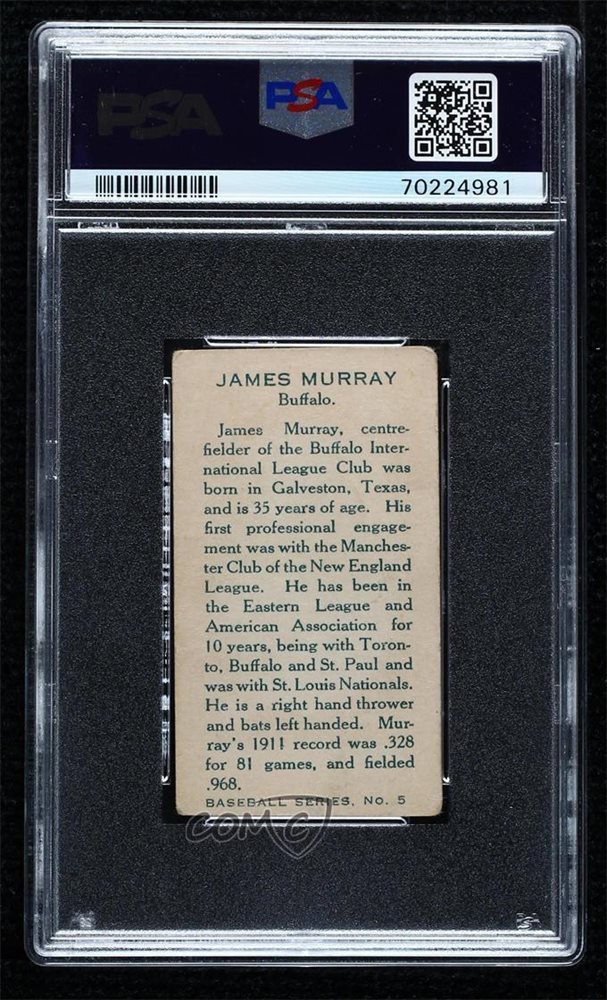 PSA
PSA
70224981
JAMES MURRAY
Buffalo.
James Murray, centre-
fielder of the Buffalo Inter-
national League Club was
born in Galveston, Texas,
and is 35 years of age. His
first professional engage-
ment was with the Manches-
ter Club of the New England
League. He has been in
the Eastern League and
American Association for
10 years, being with Toron-
to, Buffalo and St. Paul and
was with St. Louis Nationals.
He is a right hand thrower
and bats left handed. Mur-
ray's 1911 record was .328
for 81 games, and fielded
.968.
BASEBALL SERIES, No. 5
COMC